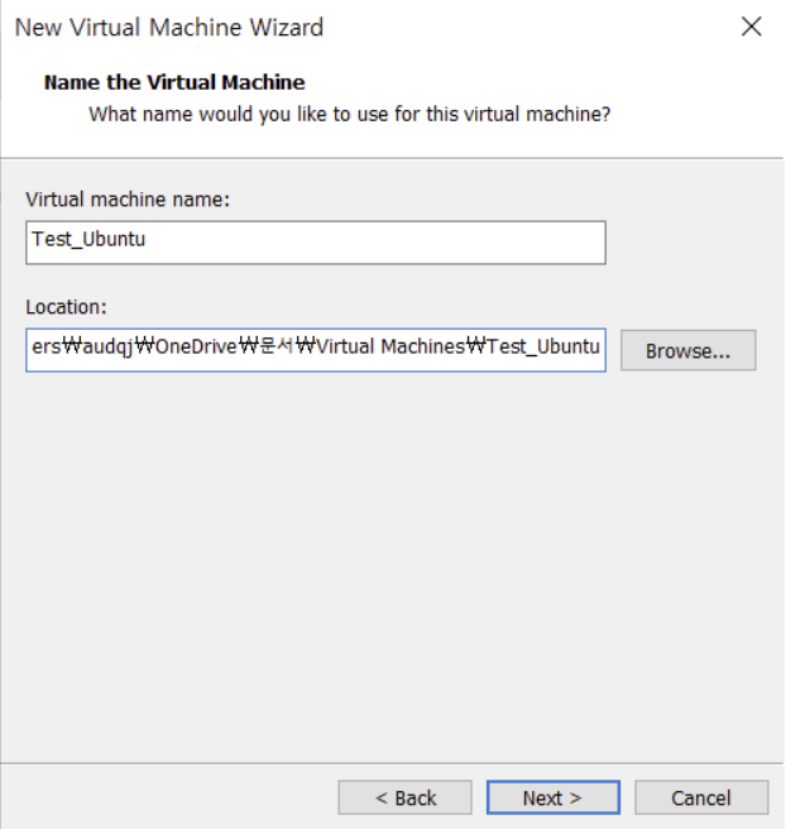 New Virtual Machine Wizard
Name the Virtual Machine
What name would you like to use for this virtual machine?
Virtual machine name:
Test_Ubuntu
Location:
ers₩audqj₩OneDrive₩문서₩Virtual Machines₩Test_Ubuntu
Browse...
< Back
Next >
Cancel